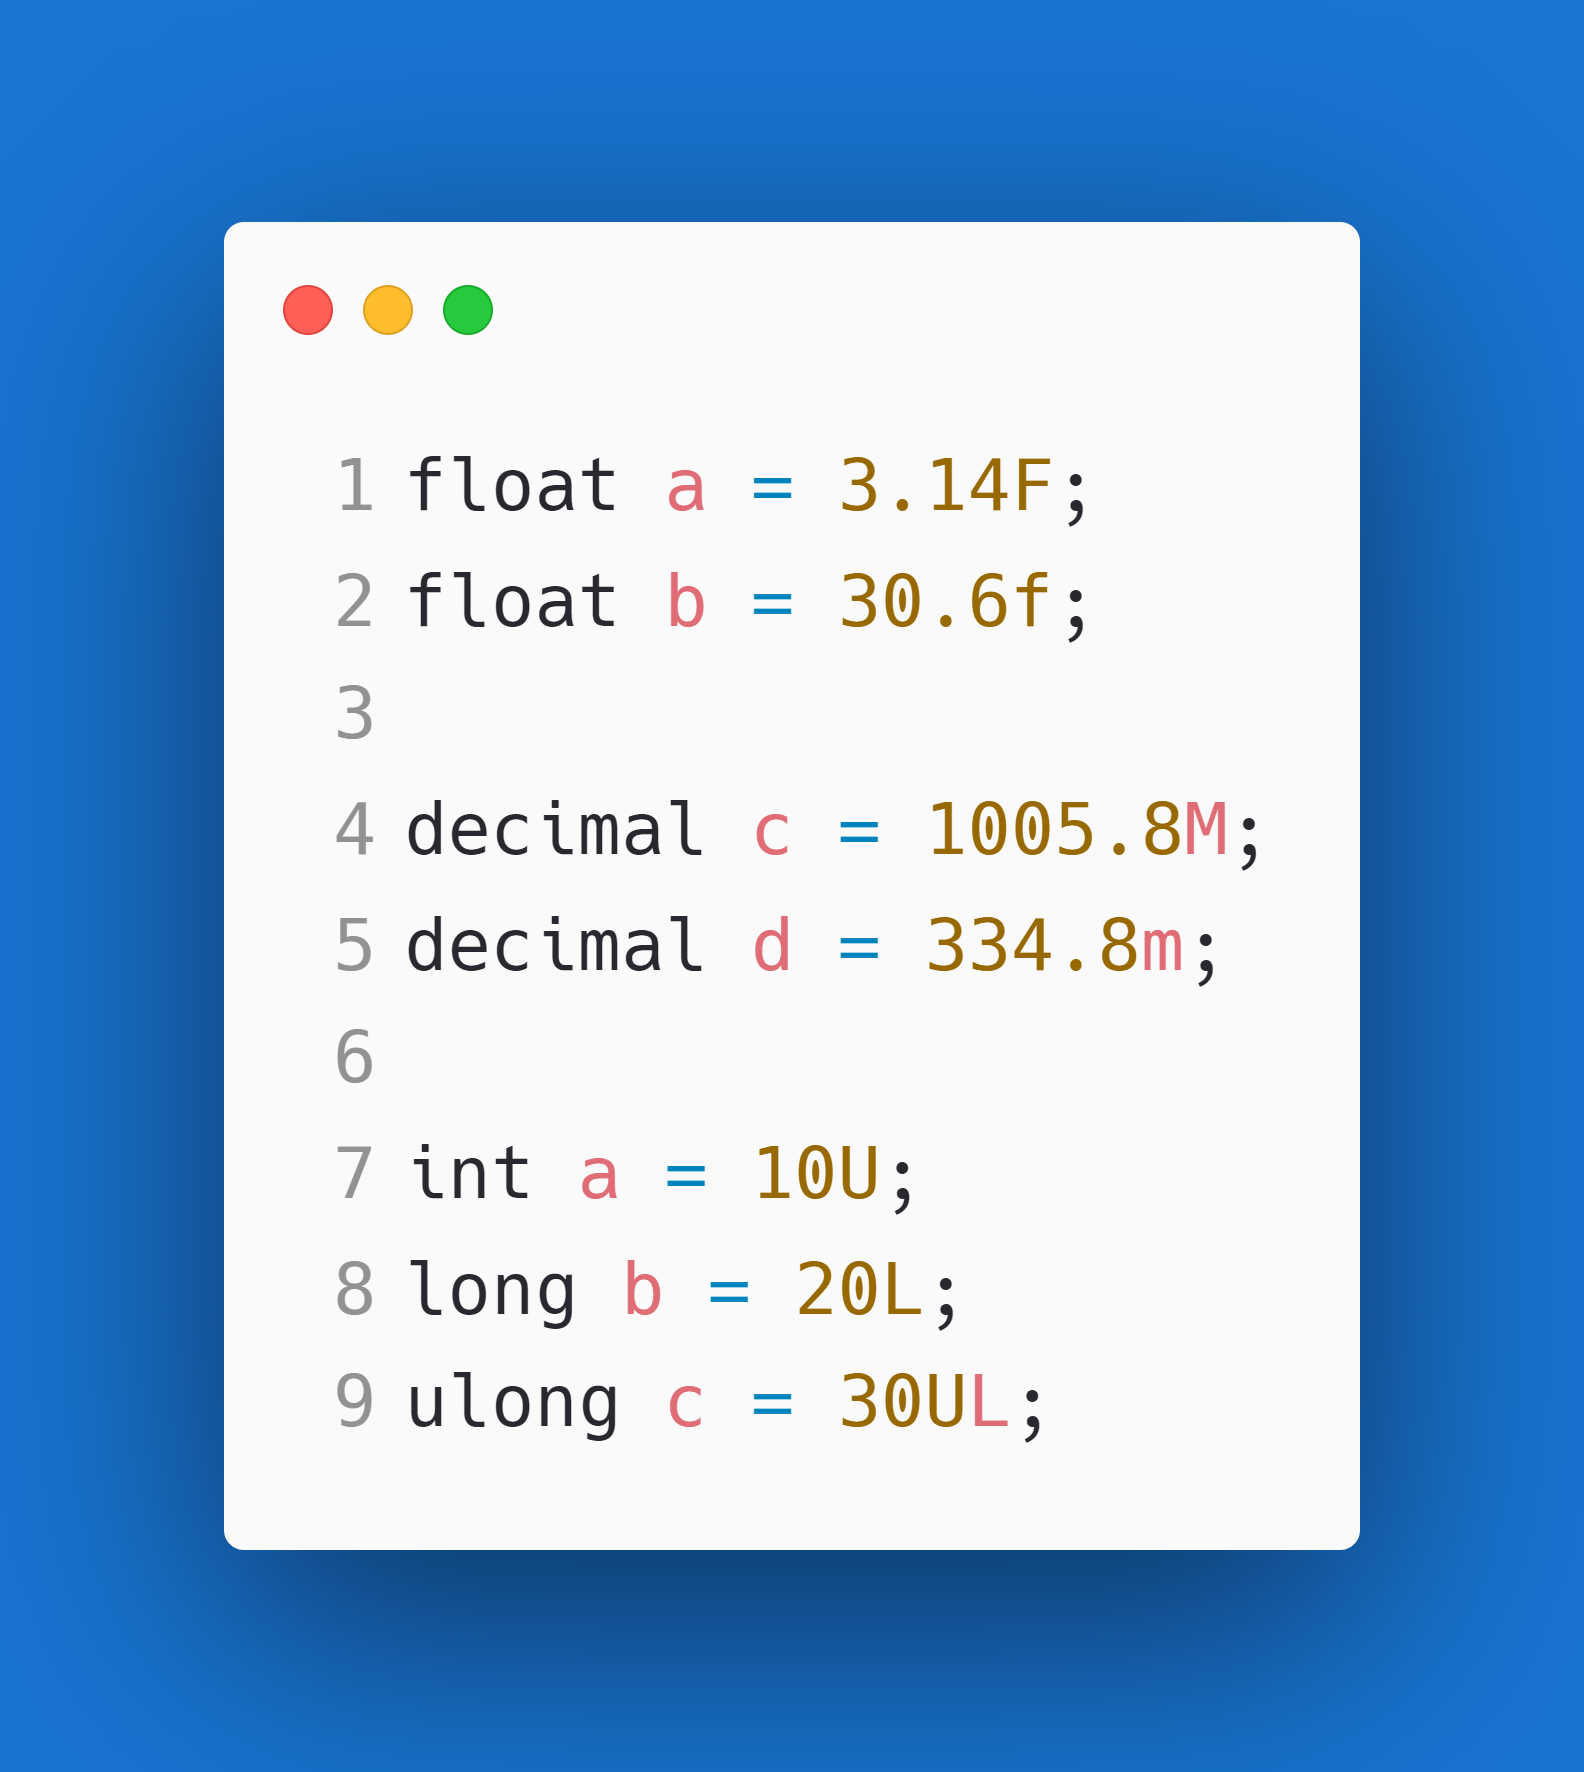 1 float a = 3.14F;
2 float b = 30.6f;
3
4 decimal c = 1005.8M;
5 decimal d = 334.8m;
6
7 int a = 10U;
8 long b = 20L;
9 ulong c = 30UL;